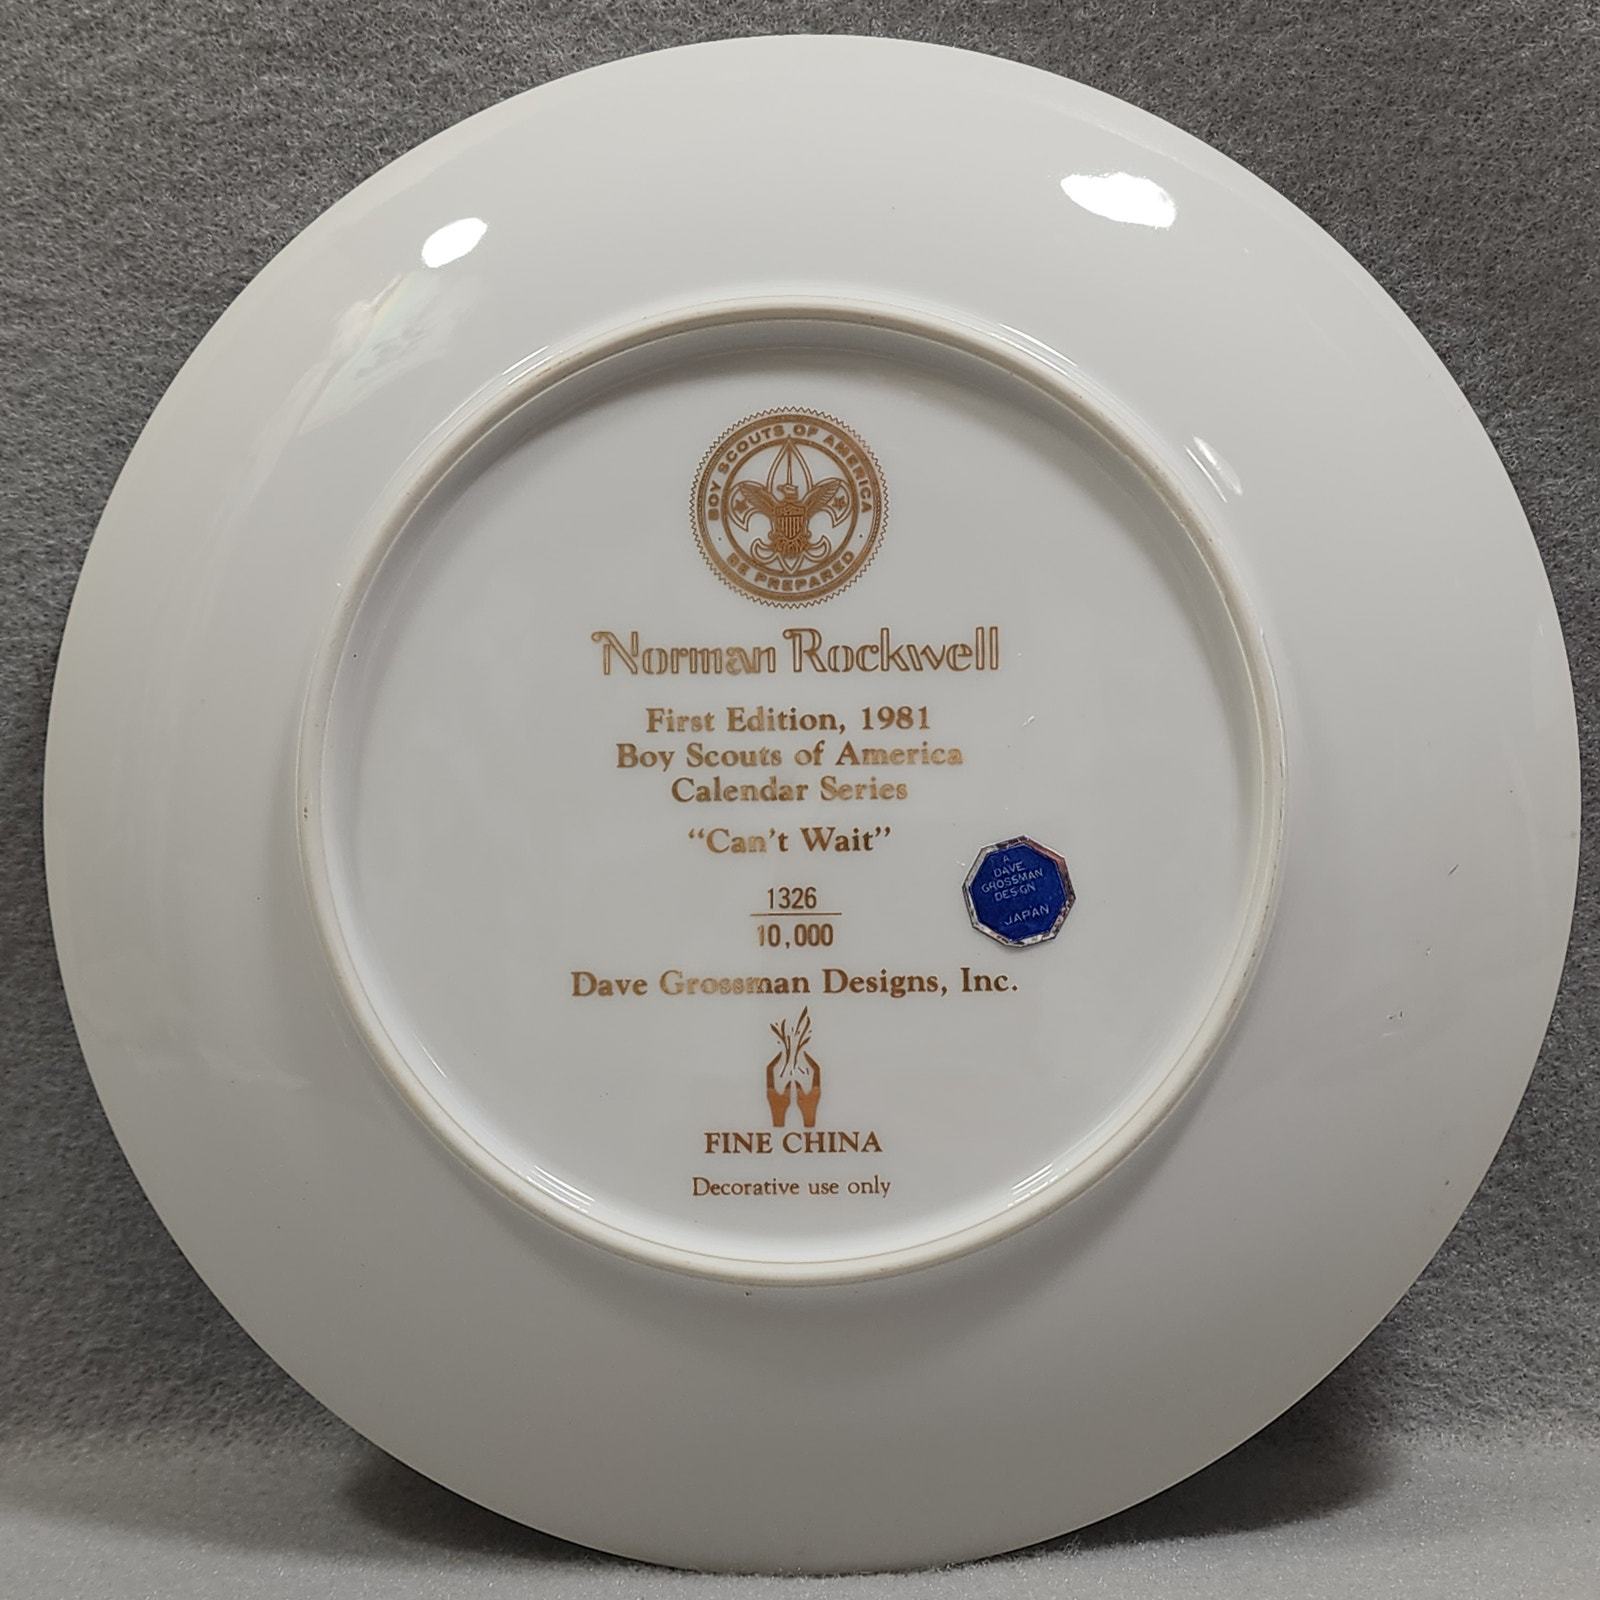 BOY SCOUTS OF AMERICA
BE PREPARED
Norman Rockwell
First Edition, 1981
Boy Scouts of America
Calendar Series
“Can't Wait”
1326
10,000
A
DAVE
GROSSMAN
DESIGN
JAPAN
Dave Grossman Designs, Inc.
FINE CHINA
Decorative use only